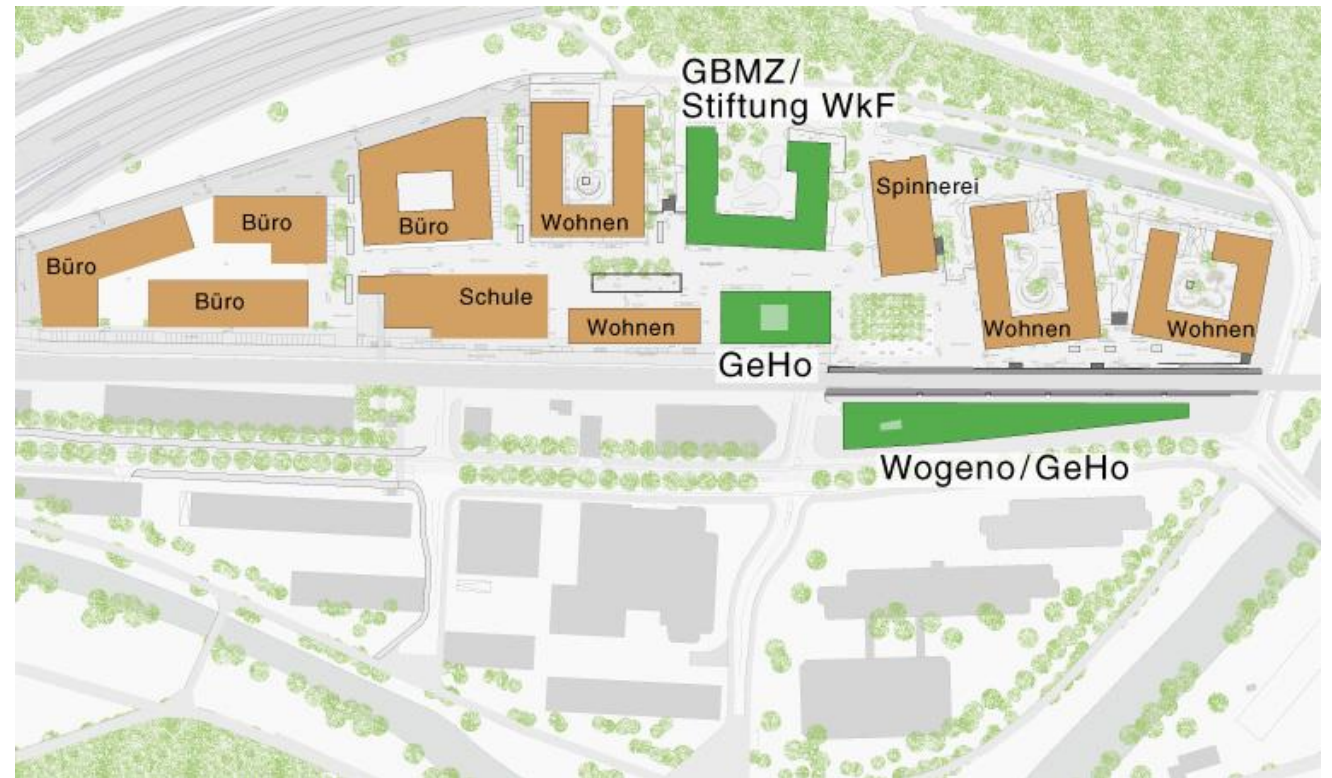 GBMZ/
Stiftung WkF
Spinnerei
Büro
Büro
Wohnen
Büro
Büro
Schule
Wohnen
Wohnen
Wohnen
GeHo
Wogeno/GeHo